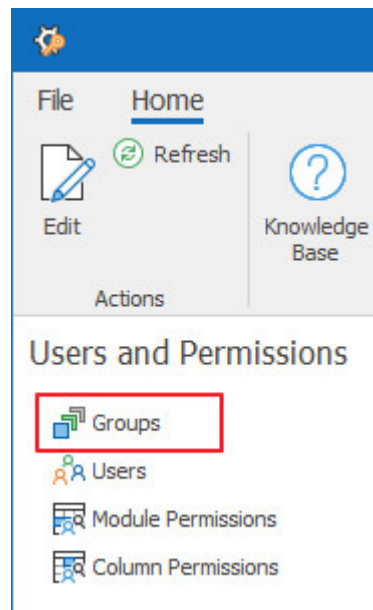 File Home
Refresh
Edit
Knowledge
Base
Actions
Users and Permissions
Groups
Users
Module Permissions
Column Permissions